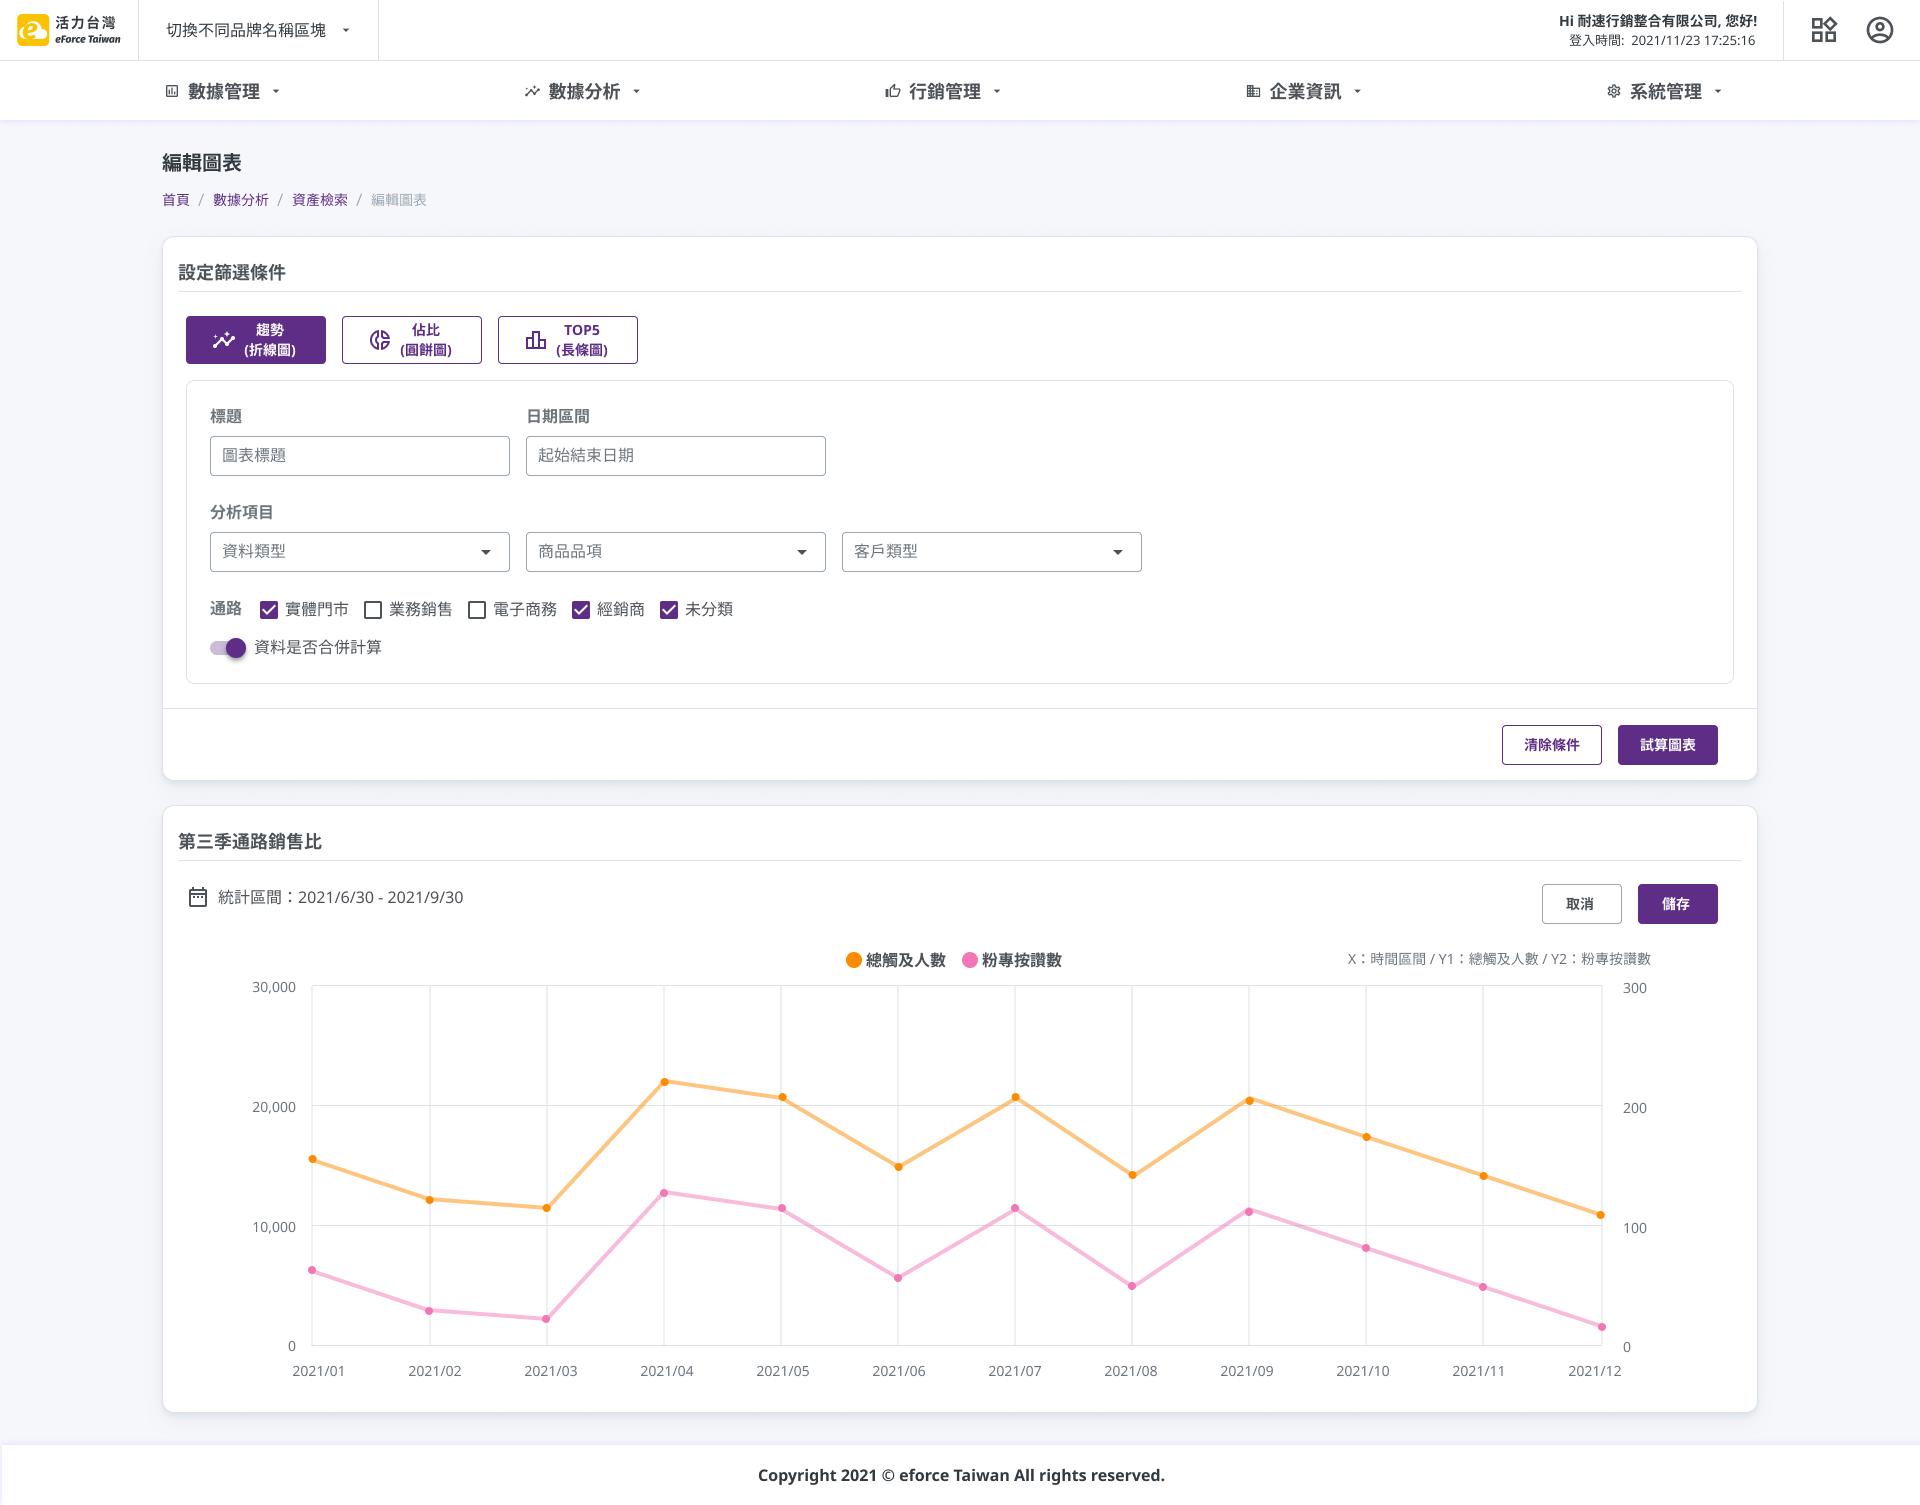 活力台灣
eForce Taiwan
切換不同品牌名稱區塊
Hi 耐速行銷整合有限公司, 您好!
登入時間: 2021/11/23 17:25:16
數據管理
數據分析
行銷管理
企業資訊
系統管理
編輯圖表
首頁 / 數據分析 / 資產檢索 / 編輯圖表
設定篩選條件
趨勢
(折線圖)
佔比
(圓餅圖)
TOP5
(長條圖)
標題
日期區間
圖表標題
起始結束日期
分析項目
資料類型
商品品項
客戶類型
通路 實體門市 業務銷售 電子商務 經銷商 未分類
資料是否合併計算
清除條件
試算圖表
第三季通路銷售比
統計區間：2021/6/30 - 2021/9/30
取消
儲存
總觸及人數 粉專按讚數
X：時間區間 / Y1：總觸及人數 / Y2：粉專按讚數
30,000
300
20,000
200
10,000
100
0
0
2021/01 2021/02 2021/03 2021/04 2021/05 2021/06 2021/07 2021/08 2021/09 2021/10 2021/11 2021/12
Copyright 2021 © eforce Taiwan All rights reserved.